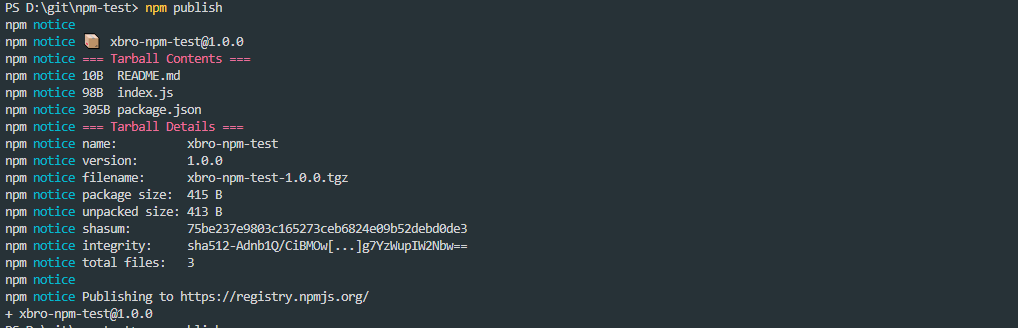 PS D:\git\npm-test> npm publish
npm notice
npm notice 📦 xbro-npm-test@1.0.0
npm notice === Tarball Contents ===
npm notice 10B README.md
npm notice 98B index.js
npm notice 305B package.json
npm notice === Tarball Details ===
npm notice name: xbro-npm-test
npm notice version: 1.0.0
npm notice filename: xbro-npm-test-1.0.0.tgz
npm notice package size: 415 B
npm notice unpacked size: 413 B
npm notice shasum: 75be237e9803c165273ceb6824e09b52debd0de3
npm notice integrity: sha512-Adnb1Q/CiBMOw[...]g7YzWupIW2Nbw==
npm notice total files: 3
npm notice
npm notice Publishing to https://registry.npmjs.org/
+ xbro-npm-test@1.0.0